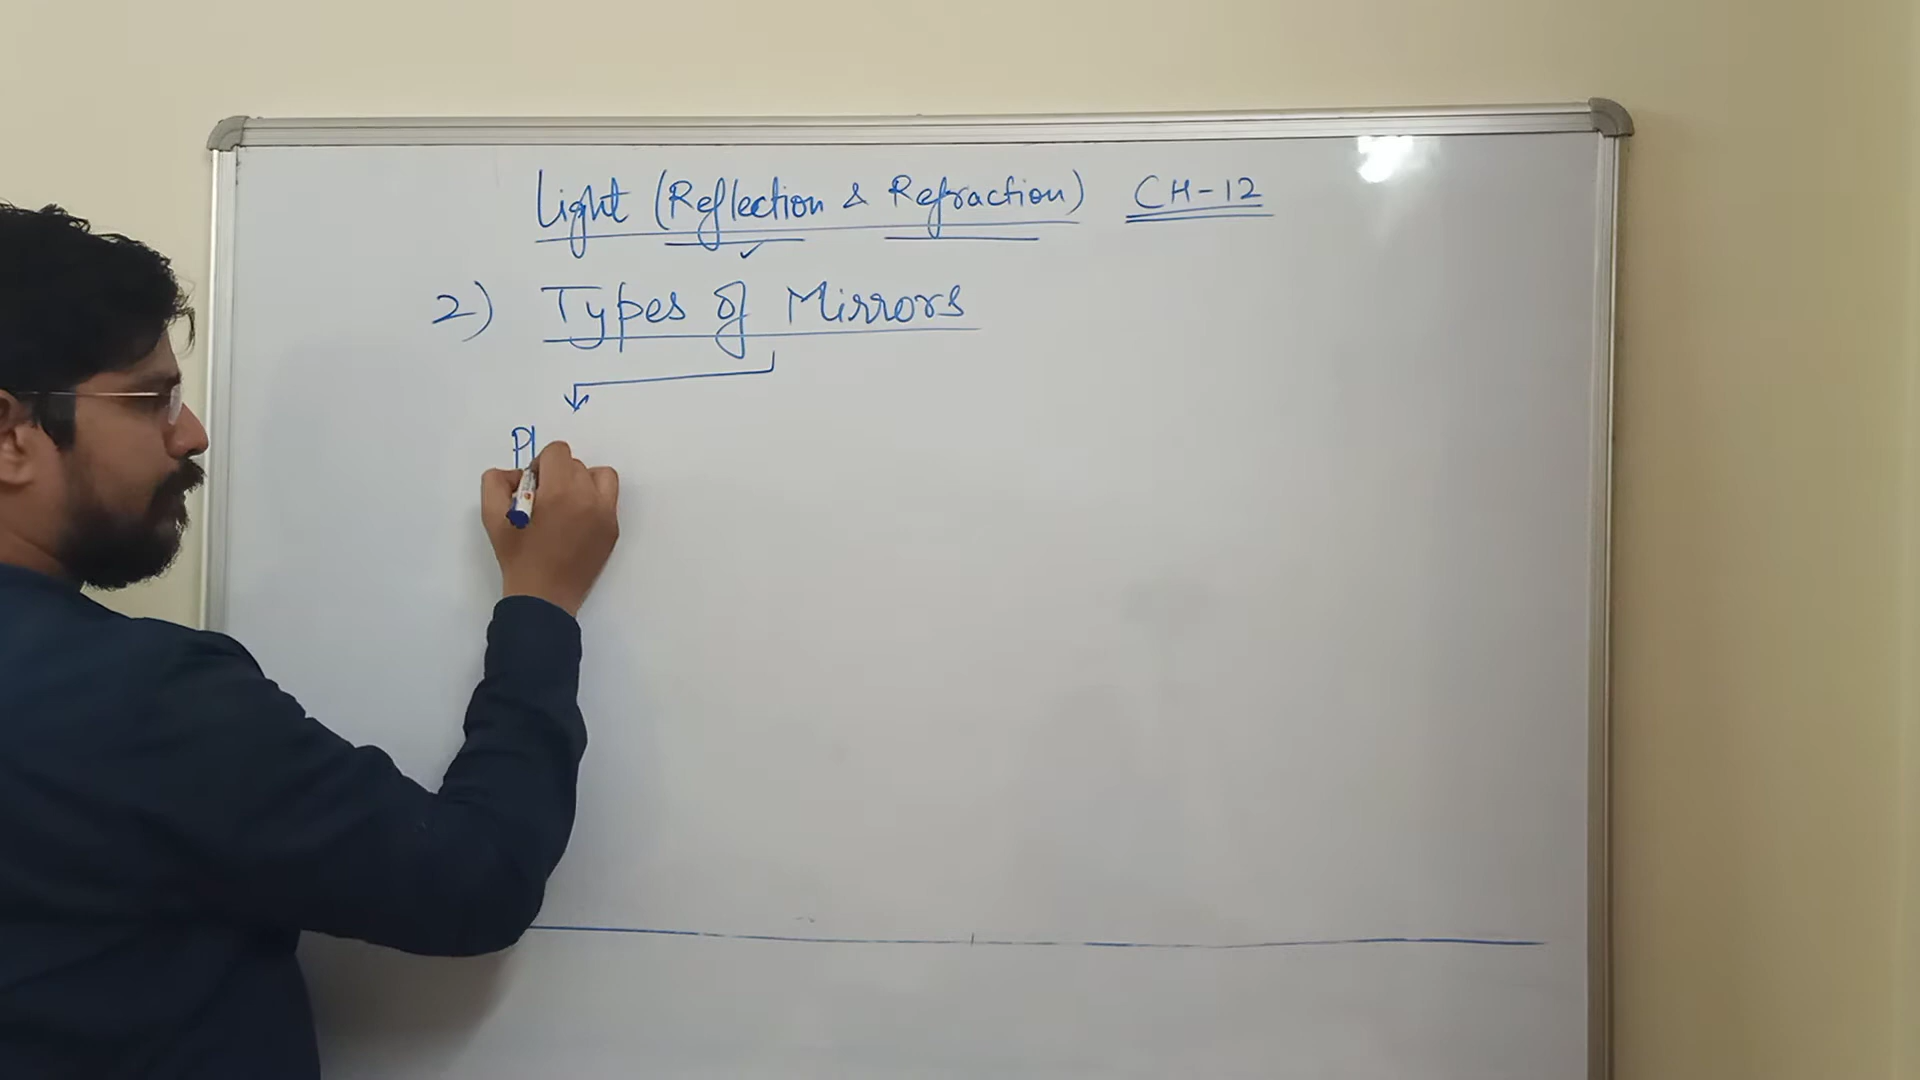 Light (Reflection & Refraction) CH-12
2) Types of Mirrors
Pl